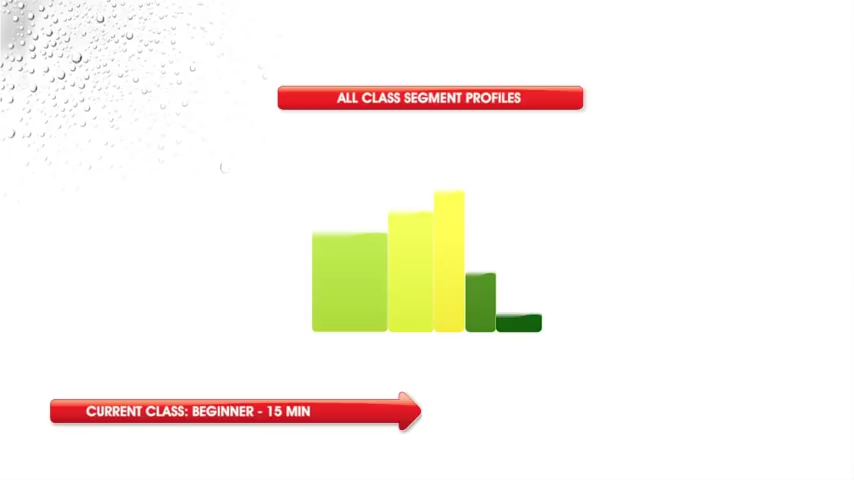 ALL CLASS SEGMENT PROFILES
CURRENT CLASS: BEGINNER - 15 MIN